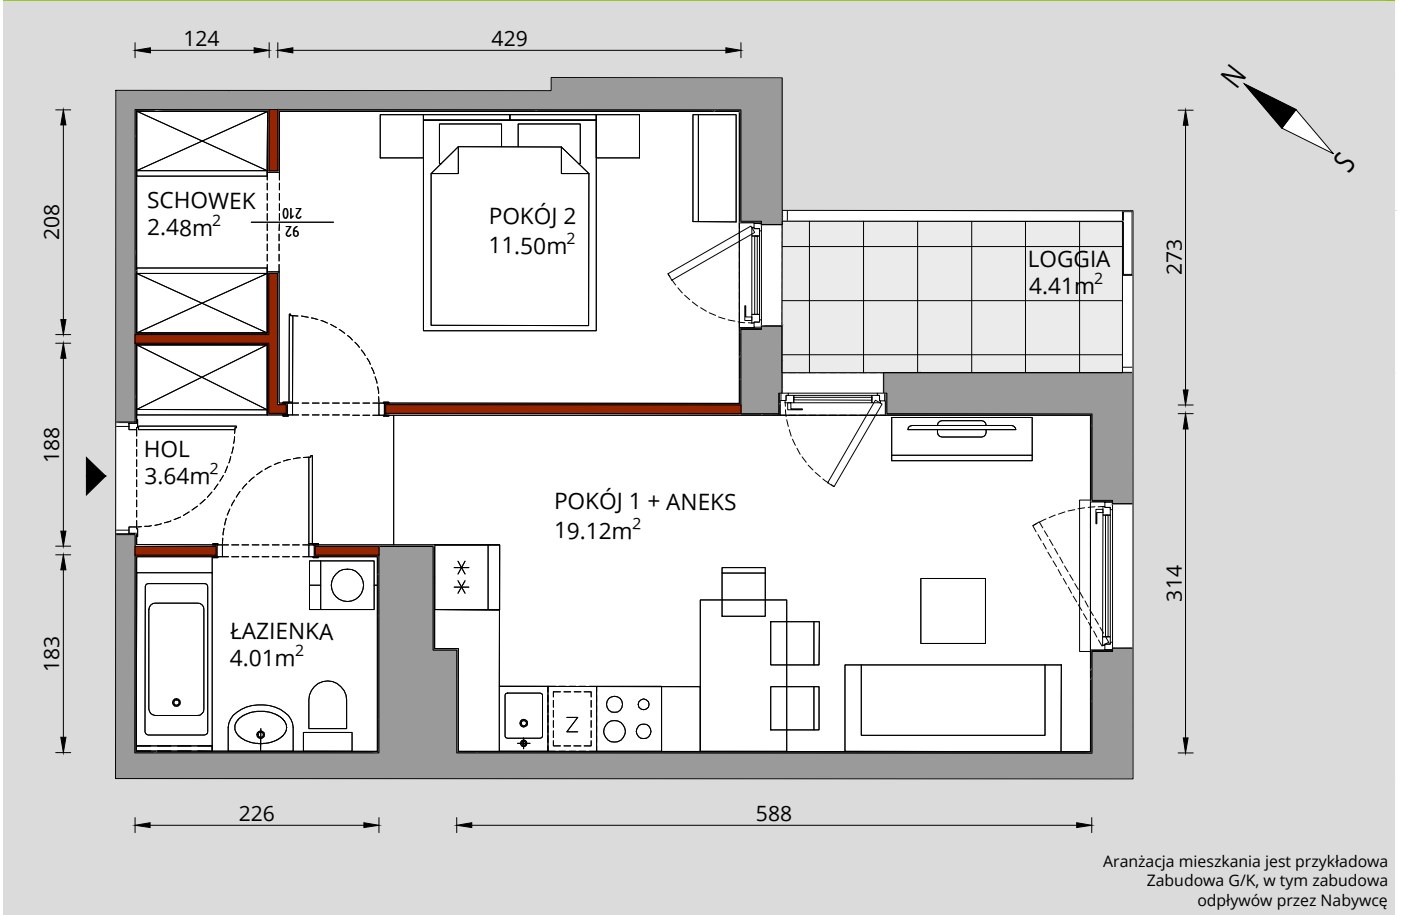 124
429
N
S
SCHOWEK
2.48m²
210
92
POKÓJ 2
11.50m²
LOGGIA
4.41m²
208
273
HOL
3.64m²
188
POKÓJ 1 + ANEKS
19.12m²
314
ŁAZIENKA
4.01m²
183
Z
226
588
Aranżacja mieszkania jest przykładowa
Zabudowa G/K, w tym zabudowa
odpływów przez Nabywcę